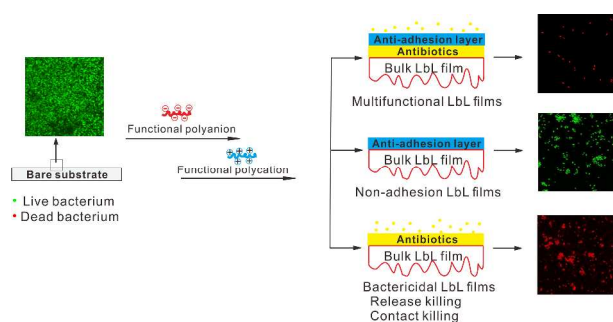 Bare substrate
Live bacterium
Dead bacterium
Functional polyanion
Functional polycation
Anti-adhesion layer
Antibiotics
Bulk LbL film
Multifunctional LbL films
Anti-adhesion layer
Bulk LbL film
Non-adhesion LbL films
Antibiotics
Bulk LbL film
Bactericidal LbL films
Release killing
Contact killing